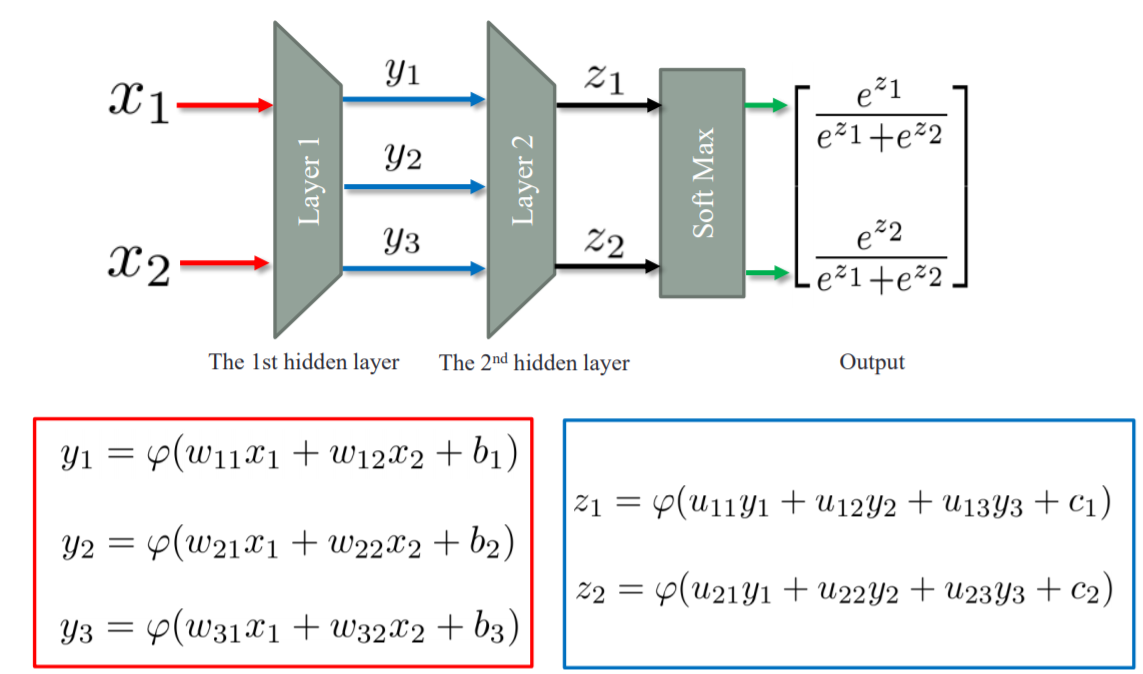 x₁
x₂
Layer 1
y₁
y₂
y₃
Layer 2
z₁
z₂
Soft Max
e^{z₁} / (e^{z₁}+e^{z₂})
e^{z₂} / (e^{z₁}+e^{z₂})
The 1st hidden layer
The 2ⁿᵈ hidden layer
Output
y₁ = φ(w₁₁x₁ + w₁₂x₂ + b₁)
y₂ = φ(w₂₁x₁ + w₂₂x₂ + b₂)
y₃ = φ(w₃₁x₁ + w₃₂x₂ + b₃)
z₁ = φ(u₁₁y₁ + u₁₂y₂ + u₁₃y₃ + c₁)
z₂ = φ(u₂₁y₁ + u₂₂y₂ + u₂₃y₃ + c₂)